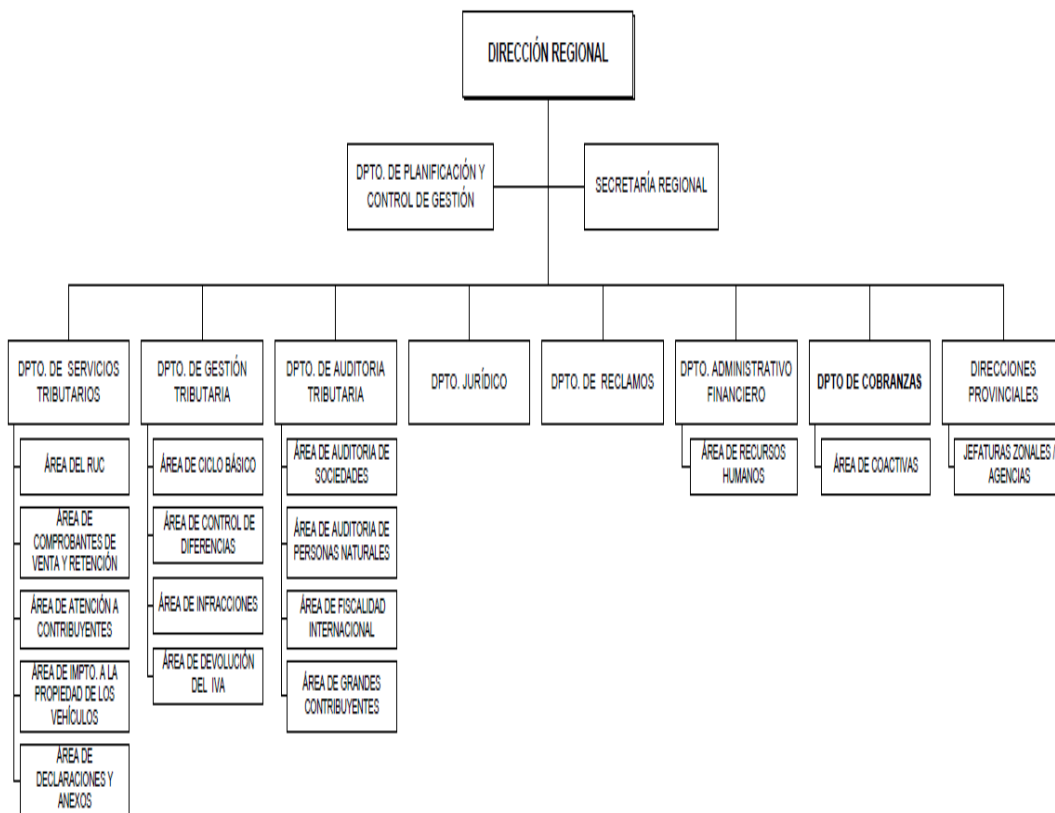 DIRECCIÓN REGIONAL
DPTO. DE PLANIFICACIÓN Y
CONTROL DE GESTIÓN
SECRETARÍA REGIONAL
DPTO. DE SERVICIOS
TRIBUTARIOS
DPTO. DE GESTIÓN
TRIBUTARIA
DPTO. DE AUDITORIA
TRIBUTARIA
DPTO. JURÍDICO
DPTO. DE RECLAMOS
DPTO. ADMINISTRATIVO
FINANCIERO
DPTO DE COBRANZAS
DIRECCIONES
PROVINCIALES
ÁREA DEL RUC
ÁREA DE
COMPROBANTES DE
VENTA Y RETENCIÓN
ÁREA DE ATENCIÓN A
CONTRIBUYENTES
ÁREA DE IMPTO. A LA
PROPIEDAD DE LOS
VEHÍCULOS
ÁREA DE
DECLARACIONES Y
ANEXOS
ÁREA DE CICLO BÁSICO
ÁREA DE CONTROL DE
DIFERENCIAS
ÁREA DE INFRACCIONES
ÁREA DE DEVOLUCIÓN
DEL IVA
ÁREA DE AUDITORIA DE
SOCIEDADES
ÁREA DE AUDITORIA DE
PERSONAS NATURALES
ÁREA DE FISCALIDAD
INTERNACIONAL
ÁREA DE GRANDES
CONTRIBUYENTES
ÁREA DE RECURSOS
HUMANOS
ÁREA DE COACTIVAS
JEFATURAS ZONALES /
AGENCIAS